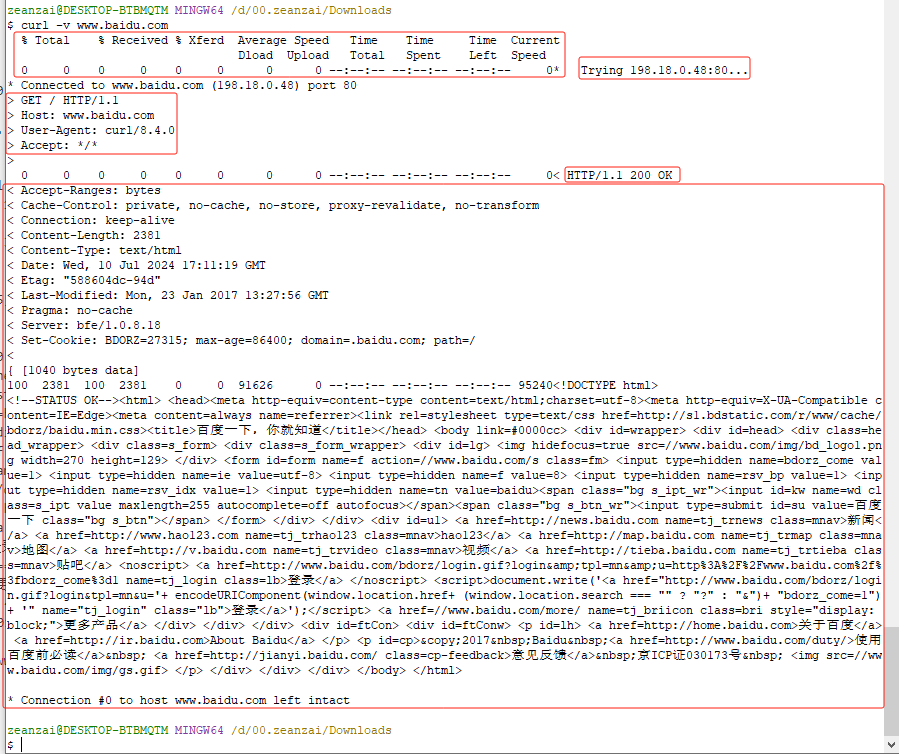 zeanzai@DESKTOP-BTBMQTM MINGW64 /d/00.zeanzai/Downloads
$ curl -v www.baidu.com
% Total % Received % Xferd Average Speed Time Time Time Current
Dload Upload Total Spent Left Speed
0 0 0 0 0 0 0 0 --:--:-- --:--:-- --:--:-- 0* Trying 198.18.0.48:80...
* Connected to www.baidu.com (198.18.0.48) port 80
> GET / HTTP/1.1
> Host: www.baidu.com
> User-Agent: curl/8.4.0
> Accept: */*
>
0 0 0 0 0 0 0 0 --:--:-- --:--:-- --:--:-- 0< HTTP/1.1 200 OK
< Accept-Ranges: bytes
< Cache-Control: private, no-cache, no-store, proxy-revalidate, no-transform
< Connection: keep-alive
< Content-Length: 2381
< Content-Type: text/html
< Date: Wed, 10 Jul 2024 17:11:19 GMT
< Etag: "588604dc-94d"
< Last-Modified: Mon, 23 Jan 2017 13:27:56 GMT
< Pragma: no-cache
< Server: bfe/1.0.8.18
< Set-Cookie: BDORZ=27315; max-age=86400; domain=.baidu.com; path=/
<
{ [1040 bytes data]
100 2381 100 2381 0 0 91626 0 --:--:-- --:--:-- --:--:-- 95240<!DOCTYPE html>
<!--STATUS OK--><html> <head><meta http-equiv=content-type content=text/html;charset=utf-8><meta http-equiv=X-UA-Compatible c
ontent=IE=Edge><meta content=always name=referrer><link rel=stylesheet type=text/css href=http://s1.bdstatic.com/r/www/cache/
bdorz/baidu.min.css><title>百度一下，你就知道</title></head> <body link=#0000cc> <div id=wrapper> <div id=head> <div class=he
ad_wrapper> <div class=s_form> <div class=s_form_wrapper> <div id=lg> <img hidefocus=true src=//www.baidu.com/img/bd_logo1.pn
g width=270 height=129> </div> <form id=form name=f action=//www.baidu.com/s class=fm> <input type=hidden name=bdorz_come val
ue=1> <input type=hidden name=ie value=utf-8> <input type=hidden name=f value=8> <input type=hidden name=rsv_bp value=1> <inp
ut type=hidden name=rsv_idx value=1> <input type=hidden name=tn value=baidu><span class="bg s_ipt_wr"><input id=kw name=wd cl
ass=s_ipt value maxlength=255 autocomplete=off autofocus></span><span class="bg s_btn_wr"><input type=submit id=su value=百度
一下 class="bg s_btn"></span> </form> </div> </div> <div id=u1> <a href=http://news.baidu.com name=tj_trnews class=mnav>新闻<
/a> <a href=http://www.hao123.com name=tj_trhao123 class=mnav>hao123</a> <a href=http://map.baidu.com name=tj_trmap class=mna
v>地图</a> <a href=http://v.baidu.com name=tj_trvideo class=mnav>视频</a> <a href=http://tieba.baidu.com name=tj_trtieba clas
s=mnav>贴吧</a> <noscript> <a href=http://www.baidu.com/bdorz/login.gif?login&amp;tpl=mn&amp;u=http%3A%2F%2Fwww.baidu.com%2f%
3fbdorz_come%3d1 name=tj_login class=lb>登录</a> </noscript> <script>document.write('<a href="http://www.baidu.com/bdorz/logi
n.gif?login&tpl=mn&u='+ encodeURIComponent(window.location.href+ (window.location.search === "" ? "?" : "&")+ "bdorz_come=1")
+ '" name="tj_login" class="lb">登录</a>');</script> <a href=//www.baidu.com/more/ name=tj_briicon class=bri style="display:
block;">更多产品</a> </div> </div> </div> <div id=ftCon> <div id=ftConw> <p id=lh> <a href=http://home.baidu.com>关于百度</a>
<a href=http://ir.baidu.com>About Baidu</a> </p> <p id=cp>&copy;2017&nbsp;Baidu&nbsp;<a href=http://www.baidu.com/duty/>使用
百度前必读</a>&nbsp; <a href=http://jianyi.baidu.com/ class=cp-feedback>意见反馈</a>&nbsp;京ICP证030173号&nbsp; <img src=//ww
w.baidu.com/img/gs.gif> </p> </div> </div> </div> </body> </html>
* Connection #0 to host www.baidu.com left intact
zeanzai@DESKTOP-BTBMQTM MINGW64 /d/00.zeanzai/Downloads
$